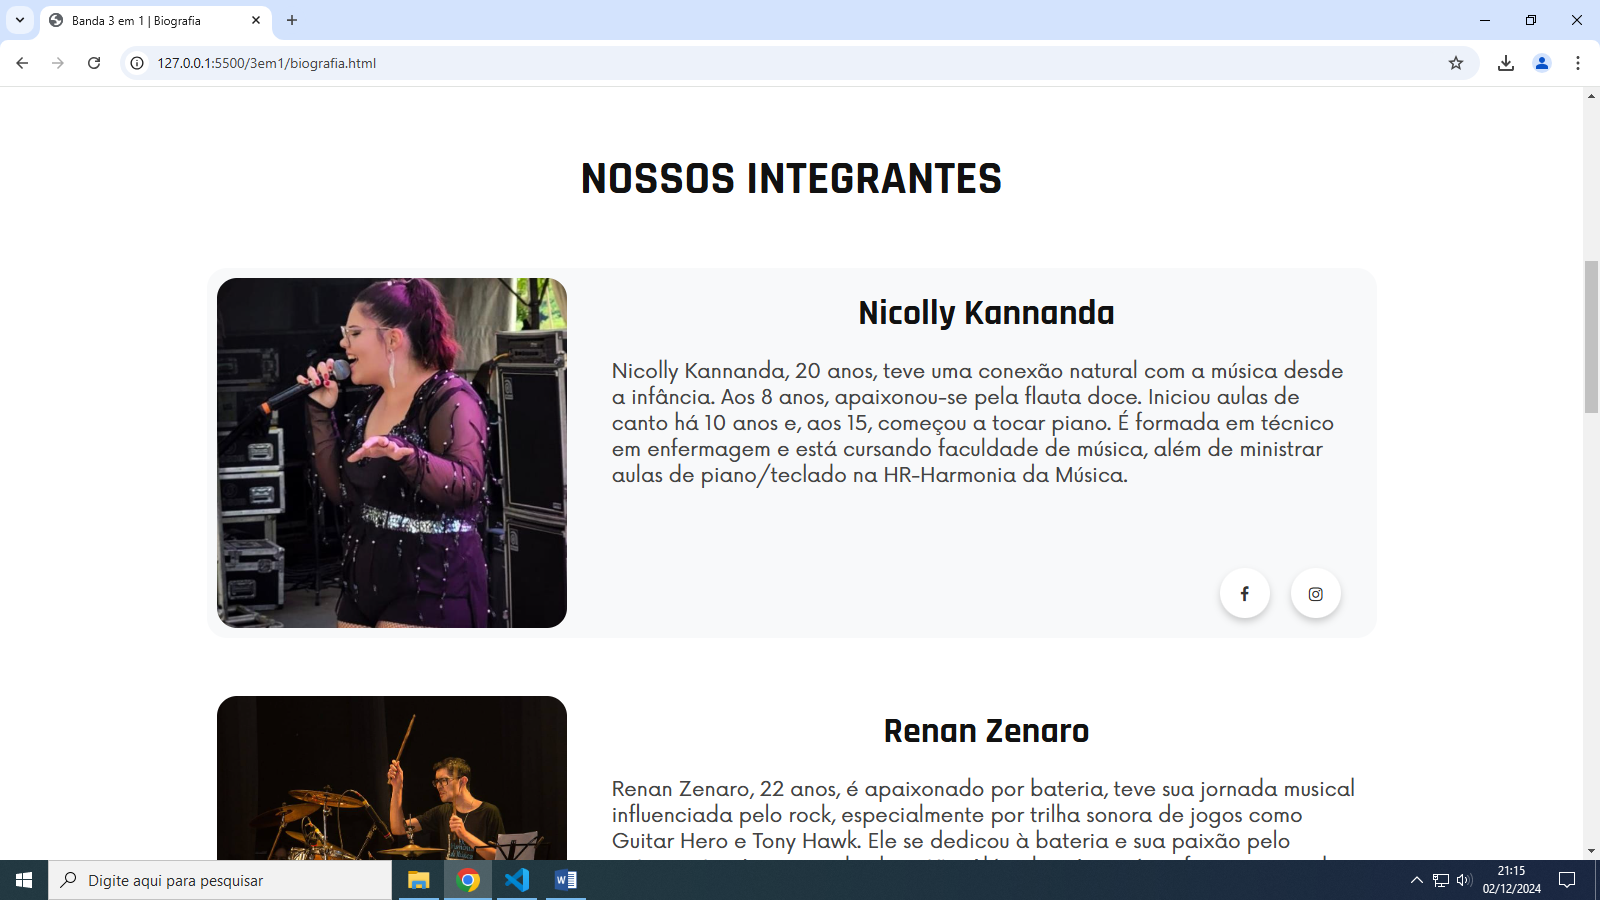 Banda 3 em 1 | Biografia
127.0.0.1:5500/3em1/biografia.html
NOSSOS INTEGRANTES
Nicolly Kannanda
Nicolly Kannanda, 20 anos, teve uma conexão natural com a música desde
a infância. Aos 8 anos, apaixonou-se pela flauta doce. Iniciou aulas de
canto há 10 anos e, aos 15, começou a tocar piano. É formada em técnico
em enfermagem e está cursando faculdade de música, além de ministrar
aulas de piano/teclado na HR-Harmonia da Música.
Renan Zenaro
Renan Zenaro, 22 anos, é apaixonado por bateria, teve sua jornada musical
influenciada pelo rock, especialmente por trilha sonora de jogos como
Guitar Hero e Tony Hawk. Ele se dedicou à bateria e sua paixão pelo
Digite aqui para pesquisar
21:15
02/12/2024